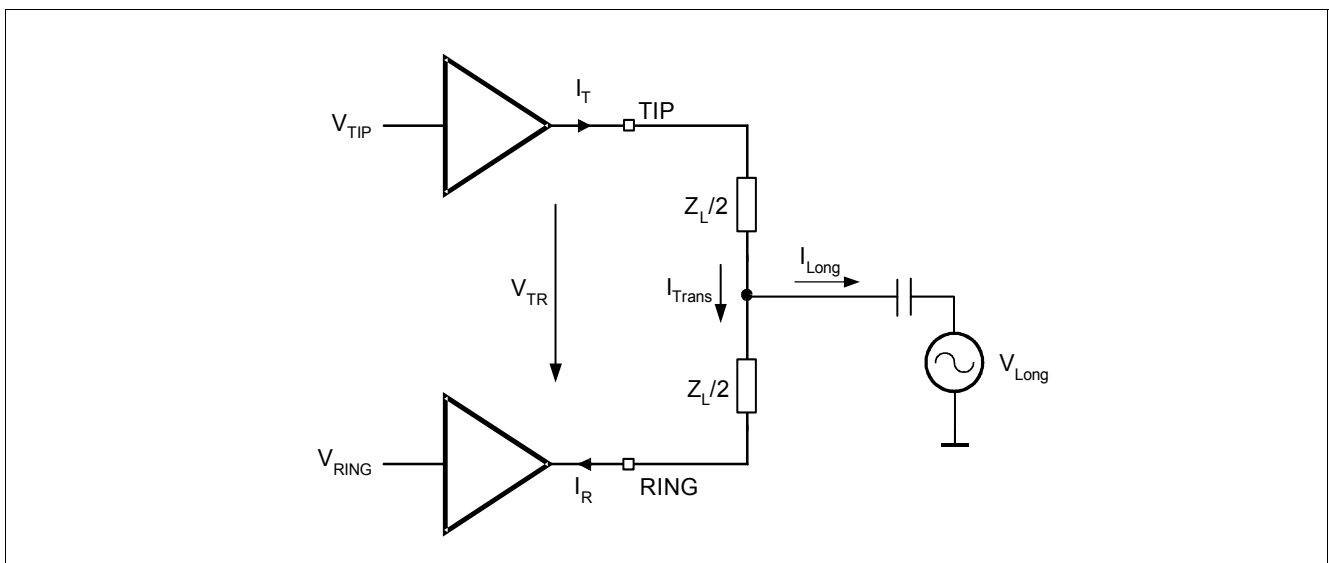 I_T
TIP
V_TIP
Z_L/2
I_Long
V_TR
I_Trans
V_Long
Z_L/2
V_RING
I_R
RING